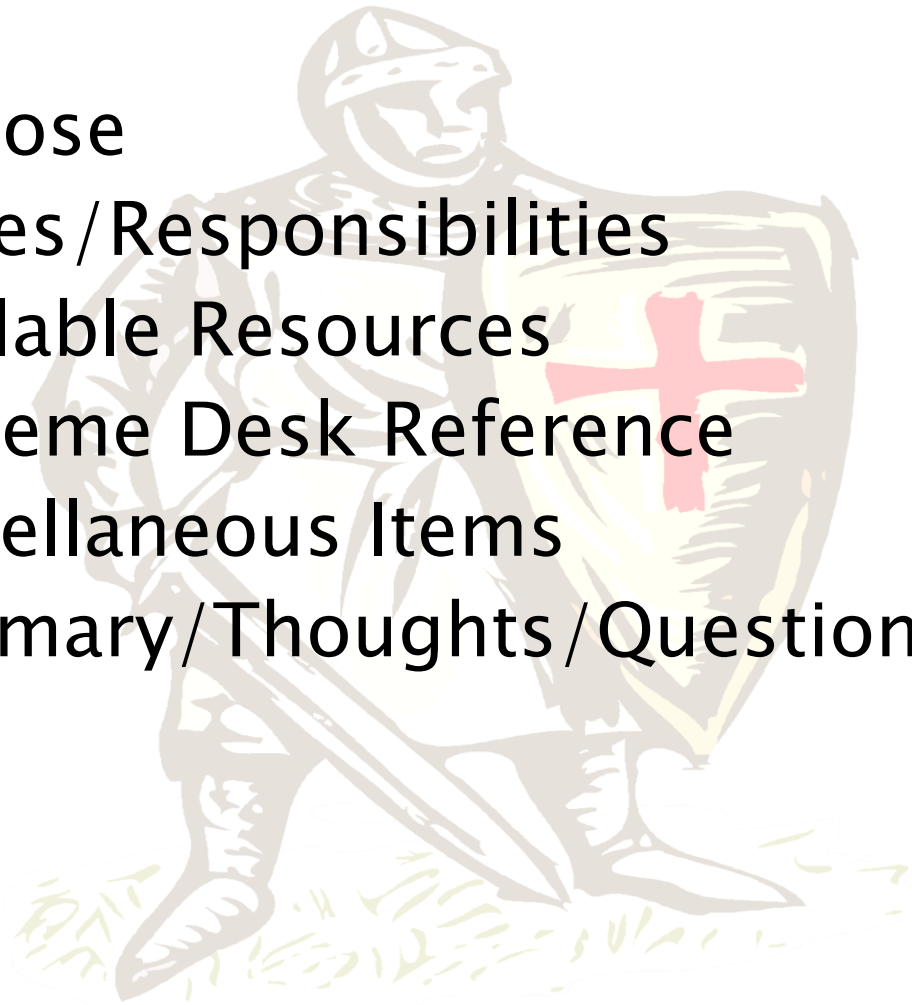 ose
es/Responsibilities
lable Resources
eme Desk Reference
ellaneous Items
mary/Thoughts/Question